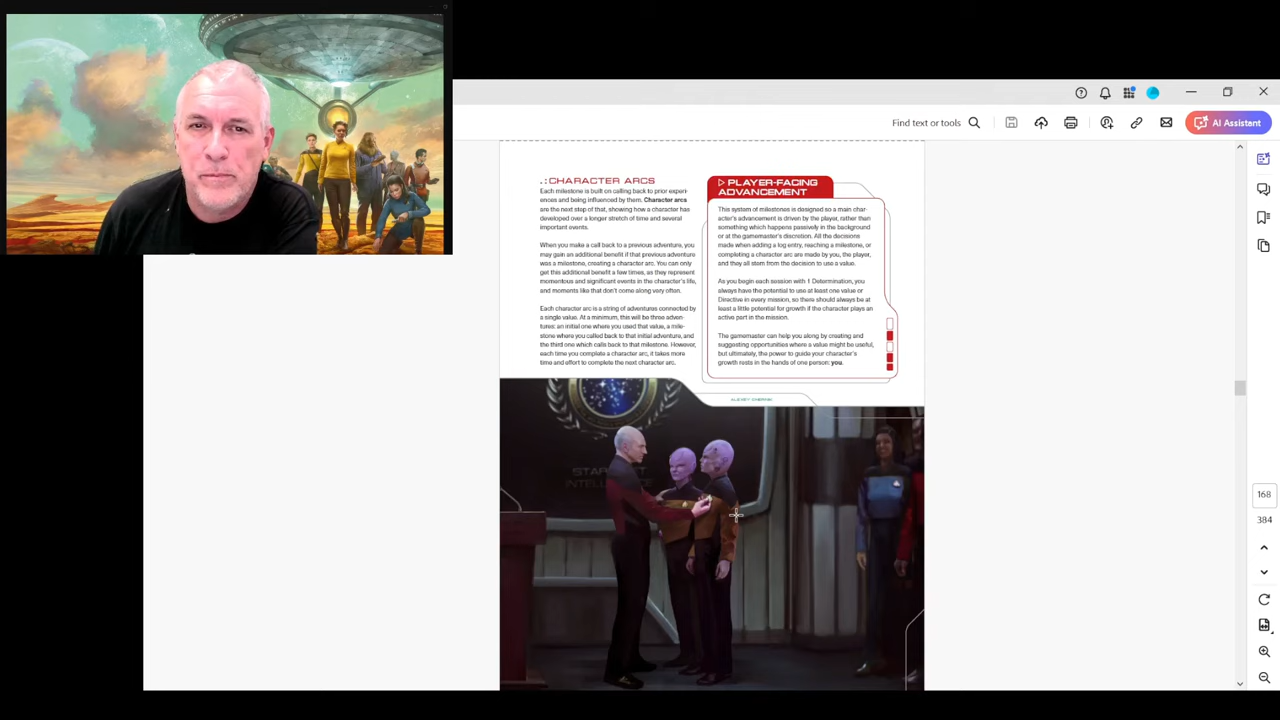 Find text or tools
AI Assistant
.:CHARACTER ARCS
Each milestone is built on calling back to prior experi-
ences and being influenced by them. Character arcs
are the next step of that, showing how a character has
developed over a longer stretch of time and several
important events.
When you make a call back to a previous adventure, you
may gain an additional benefit if that previous adventure
was a milestone, creating a character arc. You can only
get this additional benefit a few times, as they represent
momentous and significant events in the character's life,
and moments like that don't come along very often.
Each character arc is a string of adventures connected by
a single value. At a minimum, this will be three adven-
tures: an initial one where you used that value, a mile-
stone where you called back to that initial adventure, and
the third one which calls back to that milestone. However,
each time you complete a character arc, it takes more
time and effort to complete the next character arc.
PLAYER-FACING
ADVANCEMENT
This system of milestones is designed so a main char-
acter's advancement is driven by the player, rather than
something which happens passively in the background
or at the gamemaster's discretion. All the decisions
made when adding a log entry, reaching a milestone, or
completing a character arc are made by you, the player,
and they all stem from the decision to use a value.
As you begin each session with 1 Determination, you
always have the potential to use at least one value or
Directive in every mission, so there should always be at
least a little potential for growth if the character plays an
active part in the mission.
The gamemaster can help you along by creating and
suggesting opportunities where a value might be useful,
but ultimately, the power to guide your character's
growth rests in the hands of one person: you.
INTELLIGENCE
168
384